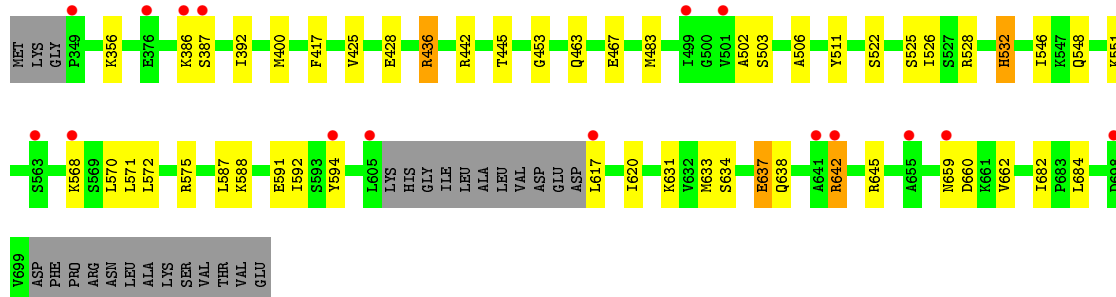 MET LYS GLY P349 K356 E376 K386 S387 I392 M400 F417 V425 E428 R436 R442 T445 G453 Q463 E467 M483 I499 G500 V501 A502 S503 A506 Y511 S522 S525 I526 S527 R528 H532 I546 K547 Q548 K551
S563 K568 S569 L570 L571 L572 R575 L587 K588 E591 I592 S593 Y594 L605 LYS HIS GLY ILE LEU ALA LEU VAL ASP GLU ASP L617 I620 K631 V632 M633 S634 E637 Q638 A641 R642 R645 A655 N659 D660 K661 V662 I682 P683 L684 D698
V699 ASP PHE PRO ARG ASN LEU ALA LYS SER VAL THR VAL GLU